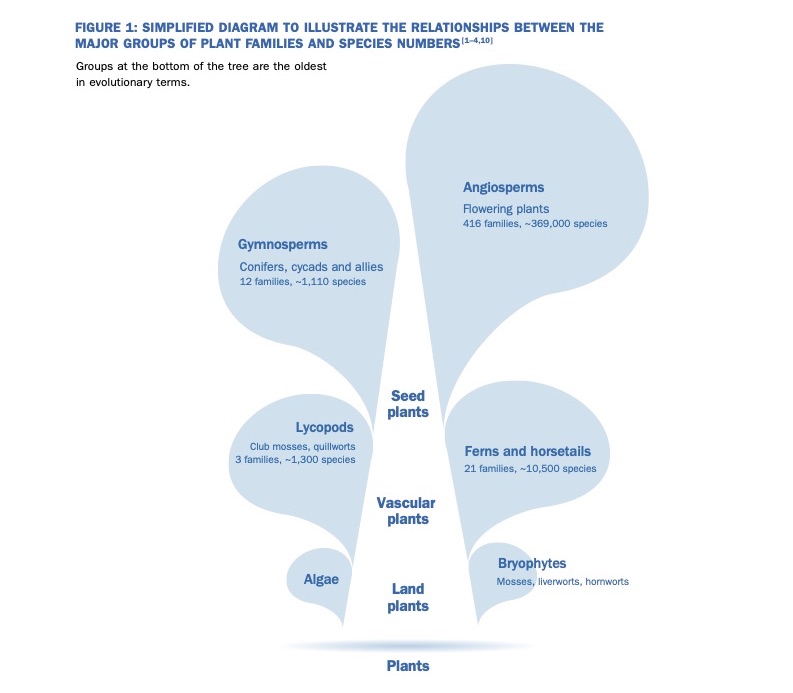 FIGURE 1: SIMPLIFIED DIAGRAM TO ILLUSTRATE THE RELATIONSHIPS BETWEEN THE
MAJOR GROUPS OF PLANT FAMILIES AND SPECIES NUMBERS[1–4,10]
Groups at the bottom of the tree are the oldest
in evolutionary terms.
Angiosperms
Flowering plants
416 families, ~369,000 species
Gymnosperms
Conifers, cycads and allies
12 families, ~1,110 species
Seed
plants
Lycopods
Club mosses, quillworts
3 families, ~1,300 species
Ferns and horsetails
21 families, ~10,500 species
Vascular
plants
Algae
Bryophytes
Mosses, liverworts, hornworts
Land
plants
Plants